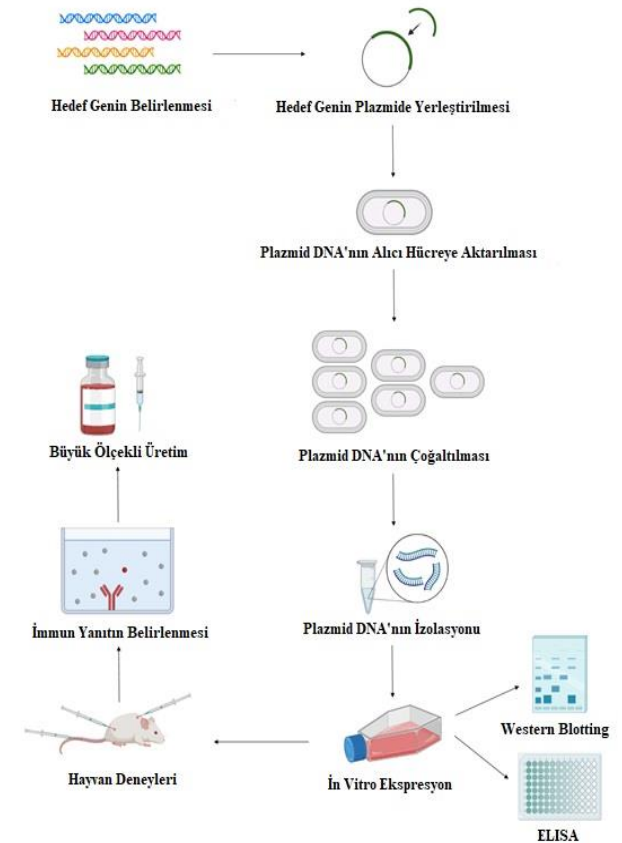 Hedef Genin Belirlenmesi
Hedef Genin Plazmide Yerleştirilmesi
Plazmid DNA'nın Alıcı Hücreye Aktarılması
Plazmid DNA'nın Çoğaltılması
Büyük Ölçekli Üretim
Plazmid DNA'nın İzolasyonu
İmmun Yanıtın Belirlenmesi
Western Blotting
Hayvan Deneyleri
İn Vitro Ekspresyon
ELISA